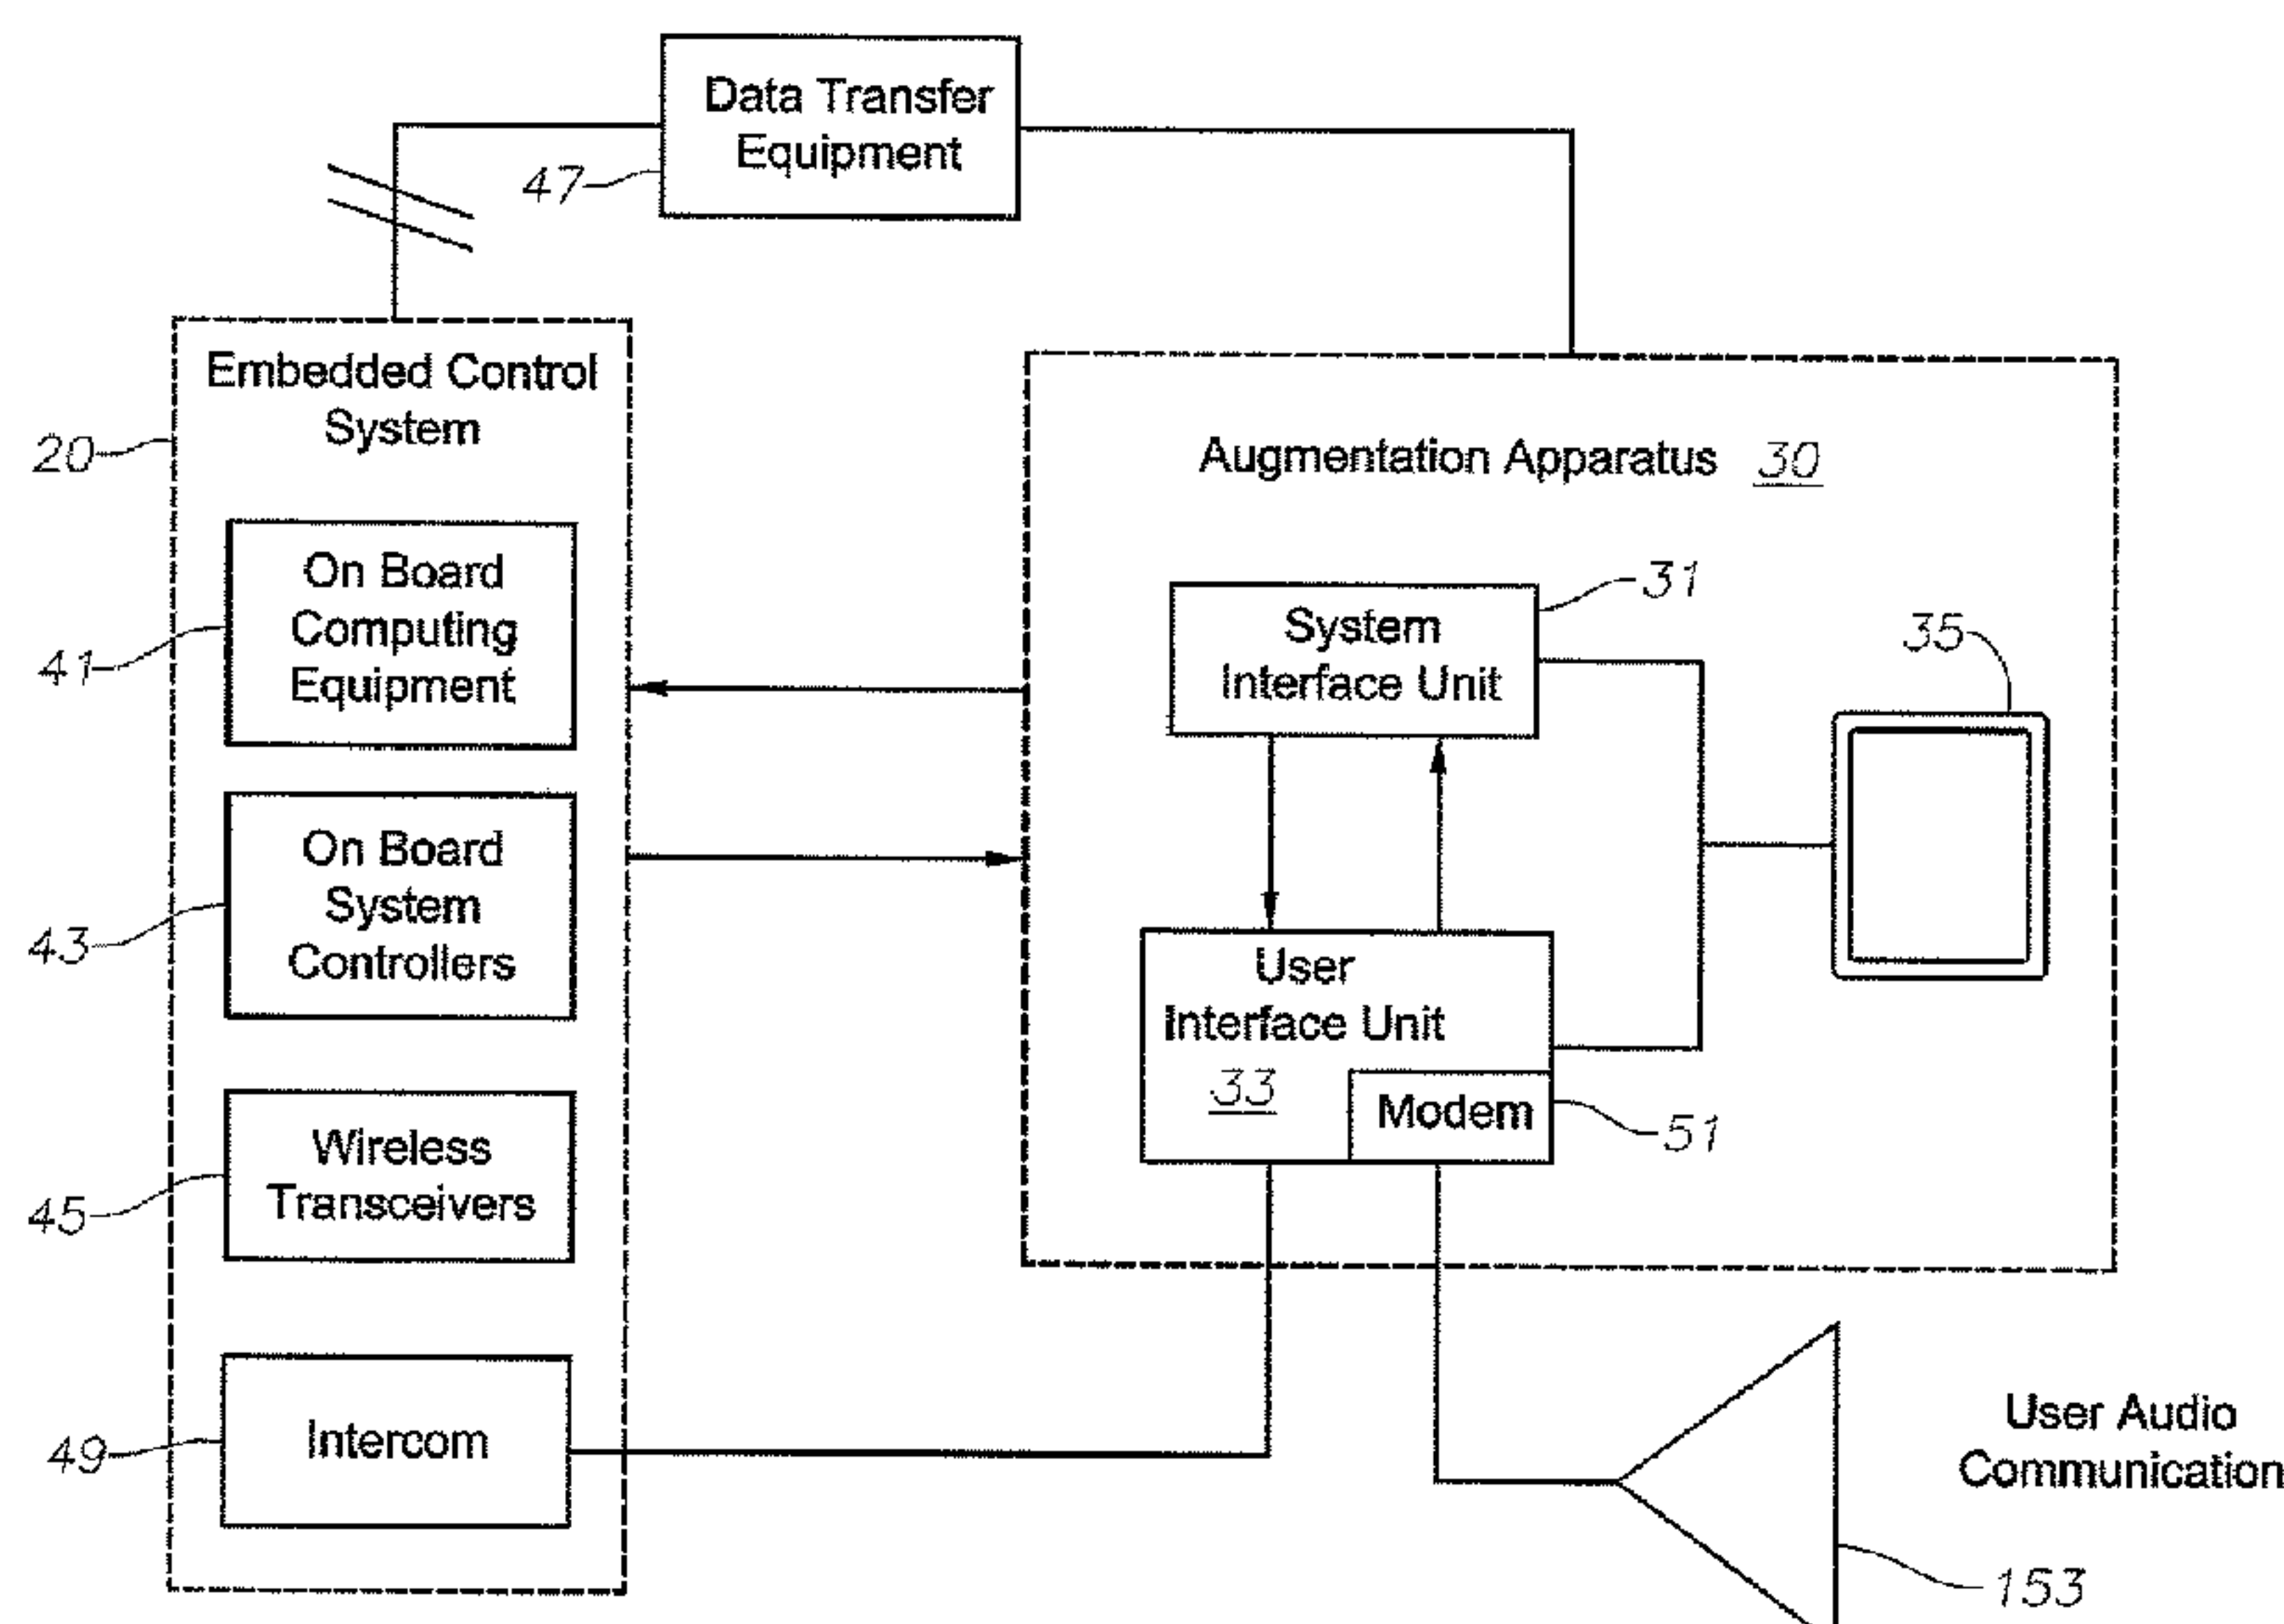 Data Transfer
Equipment
47
Embedded Control
System
20
On Board
Computing
Equipment
41
On Board
System
Controllers
43
Wireless
Transceivers
45
Intercom
49
Augmentation Apparatus 30
System
Interface Unit
31
35
User
Interface Unit
33
Modem
51
User Audio
Communication
153